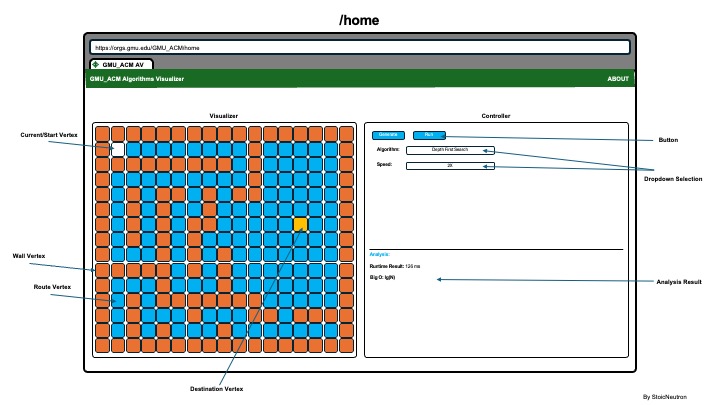 /home
https://orgs.gmu.edu/GMU_ACM/home
GMU_ACM AV
GMU_ACM Algorithms Visualizer
ABOUT
Visualizer
Controller
Current/Start Vertex
Generate
Run
Button
Algorithm:
Depth First Search
Speed:
2X
Dropdown Selection
Wall Vertex
Analysis:
Runtime Result: 126 ms
Big O: lg(N)
Route Vertex
Analysis Result
Destination Vertex
By StoicNeutron